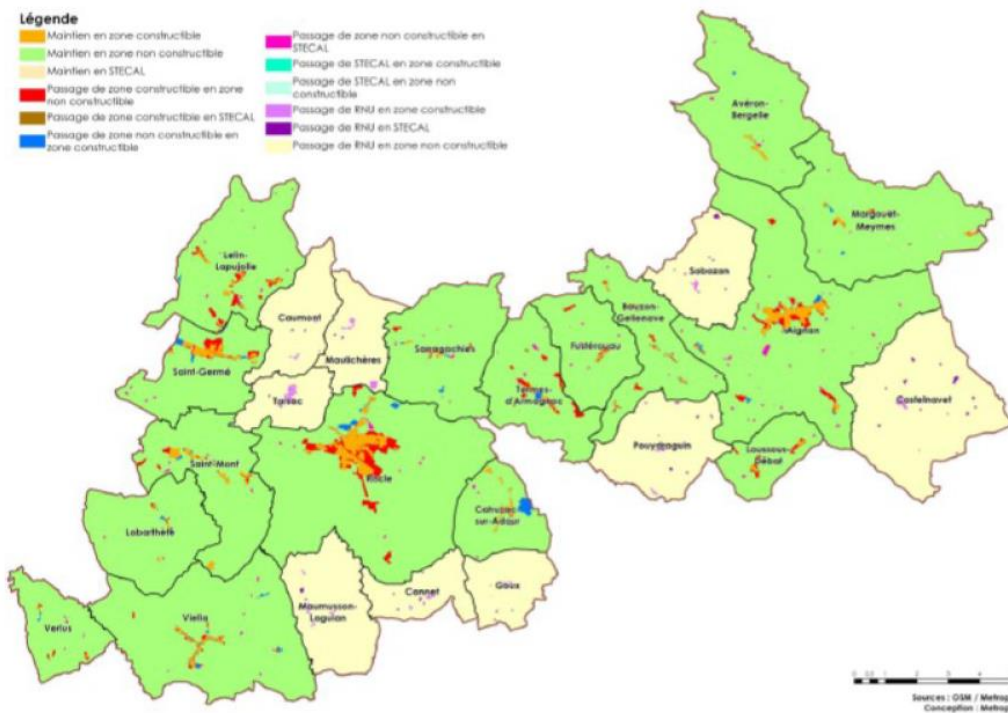 Légende
Maintien en zone constructible
Maintien en zone non constructible
Maintien en STECAL
Passage de zone constructible en zone
non constructible
Passage de zone constructible en STECAL
Passage de zone non constructible en
zone constructible
Passage de zone non constructible en
STECAL
Passage de STECAL en zone constructible
Passage de STECAL en zone non
constructible
Passage de RNU en zone constructible
Passage de RNU en STECAL
Passage de RNU en zone non constructible
Avéron-
Bergelle
Margouët-
Meymes
Lelin-
Lapujolle
Sabazan
Caumont
Bouzon-
Gellenave
Aignan
Maulichères
Sarragachies
Fustérouau
Saint-Germé
Tarsac
Termes-
d'Armagnac
Castelnavet
Pouydraguin
Loussous-
Débat
Saint-Mont
Riscle
Cahuzac-
sur-Adour
Labarthète
Maumusson-
Laguian
Cannet
Goux
Viella
Verlus
Sources : GSM /
Conception :